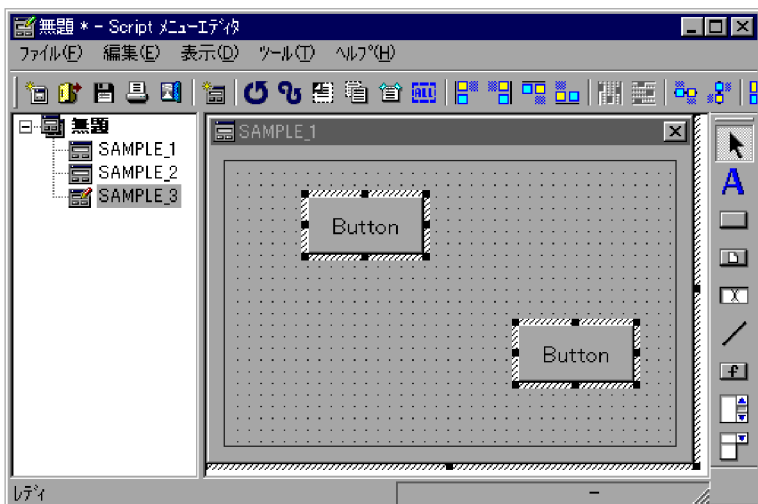 無題 * - Script ﾒﾆｭｰｴﾃﾞｨﾀ
ﾌｧｲﾙ(F) 編集(E) 表示(D) ﾂｰﾙ(T) ﾍﾙﾌﾟ(H)
ALL
無題
SAMPLE_1
SAMPLE_2
SAMPLE_3
SAMPLE_1
Button
Button
A
f
ﾚﾃﾞｨ
–